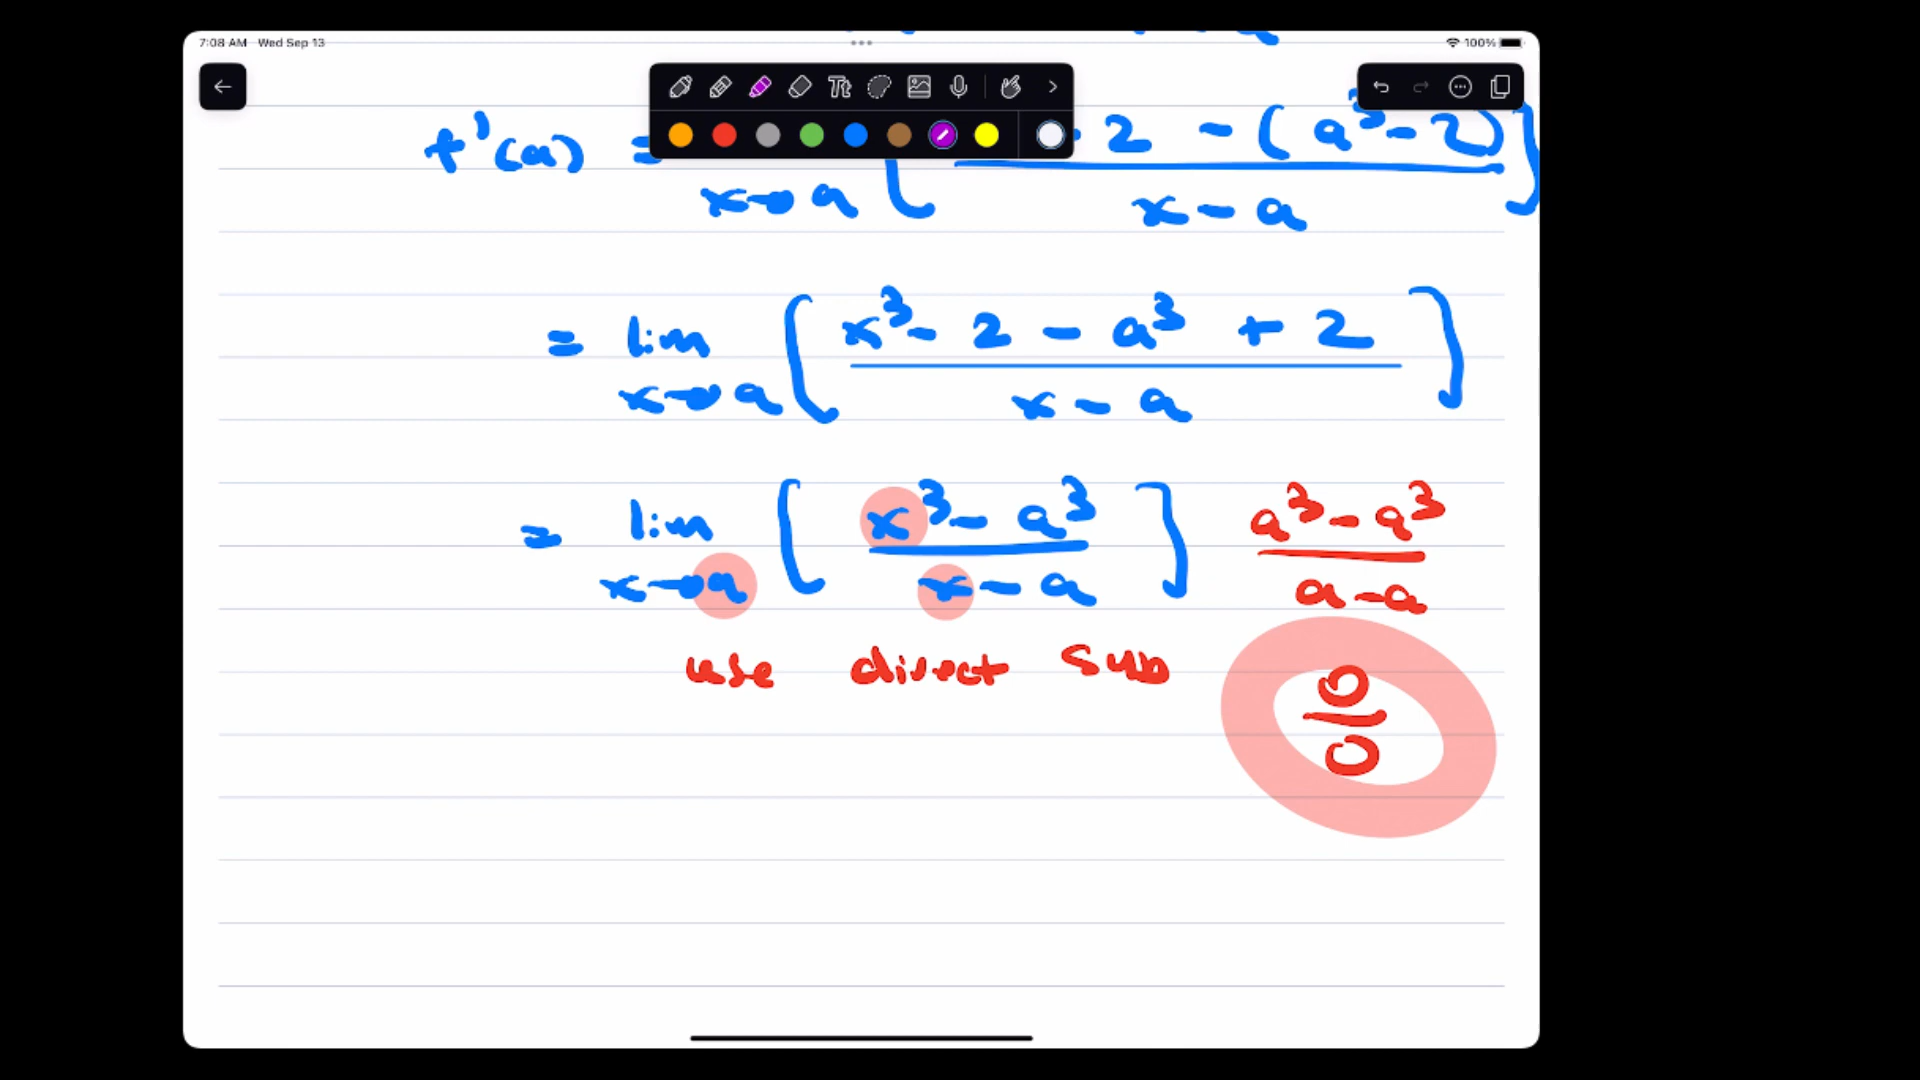 7:08 AM Wed Sep 13
100%
Tt
f'(a) = - 2 - (a³ - 2)]
x→a [ x - a
= lim [ x³ - 2 - a³ + 2 ]
x→a x - a
= lim [ x³ - a³ ] a³ - a³
x→a x - a a - a
use direct sub 0/0